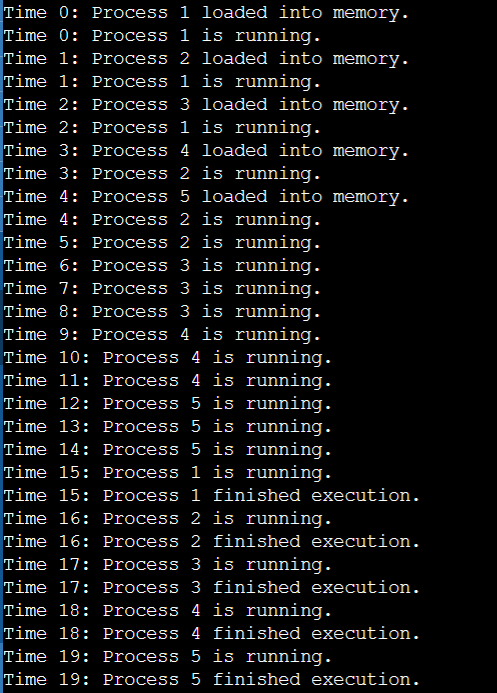 Time 0: Process 1 loaded into memory.
Time 0: Process 1 is running.
Time 1: Process 2 loaded into memory.
Time 1: Process 1 is running.
Time 2: Process 3 loaded into memory.
Time 2: Process 1 is running.
Time 3: Process 4 loaded into memory.
Time 3: Process 2 is running.
Time 4: Process 5 loaded into memory.
Time 4: Process 2 is running.
Time 5: Process 2 is running.
Time 6: Process 3 is running.
Time 7: Process 3 is running.
Time 8: Process 3 is running.
Time 9: Process 4 is running.
Time 10: Process 4 is running.
Time 11: Process 4 is running.
Time 12: Process 5 is running.
Time 13: Process 5 is running.
Time 14: Process 5 is running.
Time 15: Process 1 is running.
Time 15: Process 1 finished execution.
Time 16: Process 2 is running.
Time 16: Process 2 finished execution.
Time 17: Process 3 is running.
Time 17: Process 3 finished execution.
Time 18: Process 4 is running.
Time 18: Process 4 finished execution.
Time 19: Process 5 is running.
Time 19: Process 5 finished execution.